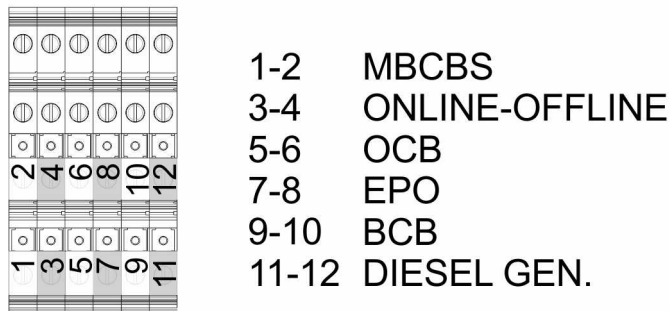 2 4 6 8 10 12
1 3 5 7 9 11
1-2 MBCBS
3-4 ONLINE-OFFLINE
5-6 OCB
7-8 EPO
9-10 BCB
11-12 DIESEL GEN.